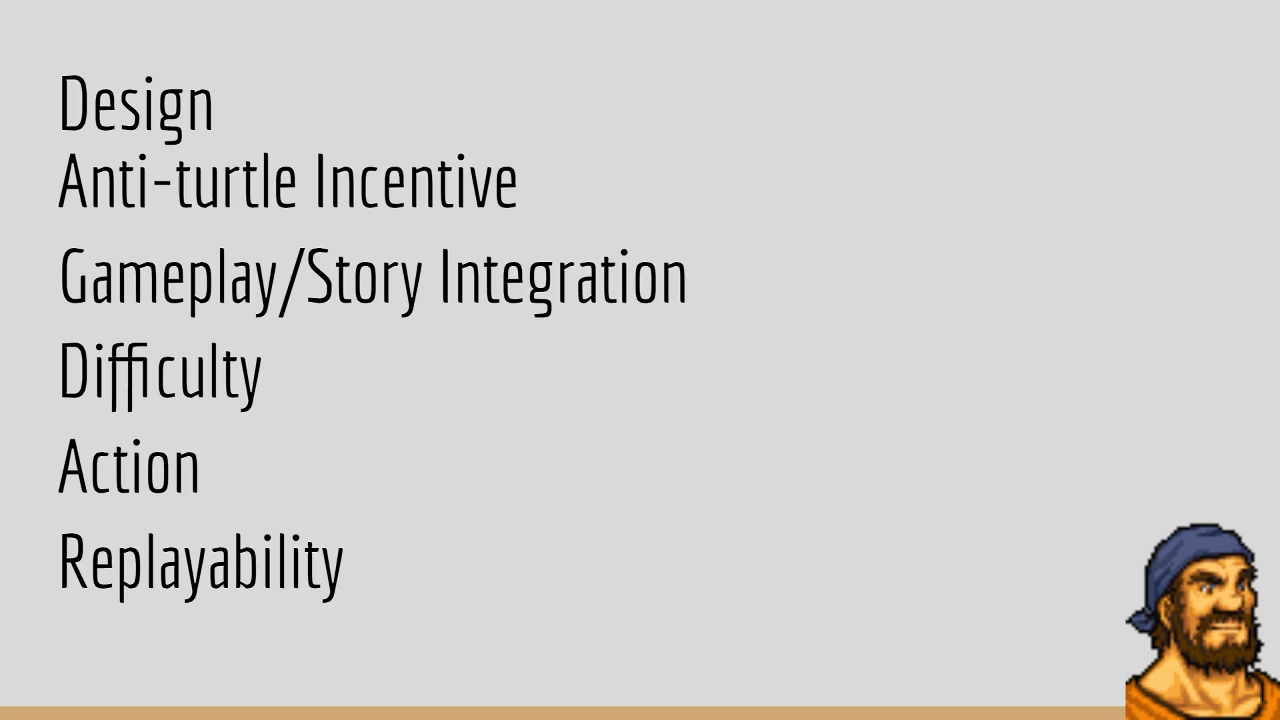 Design
Anti-turtle Incentive
Gameplay/Story Integration
Difficulty
Action
Replayability